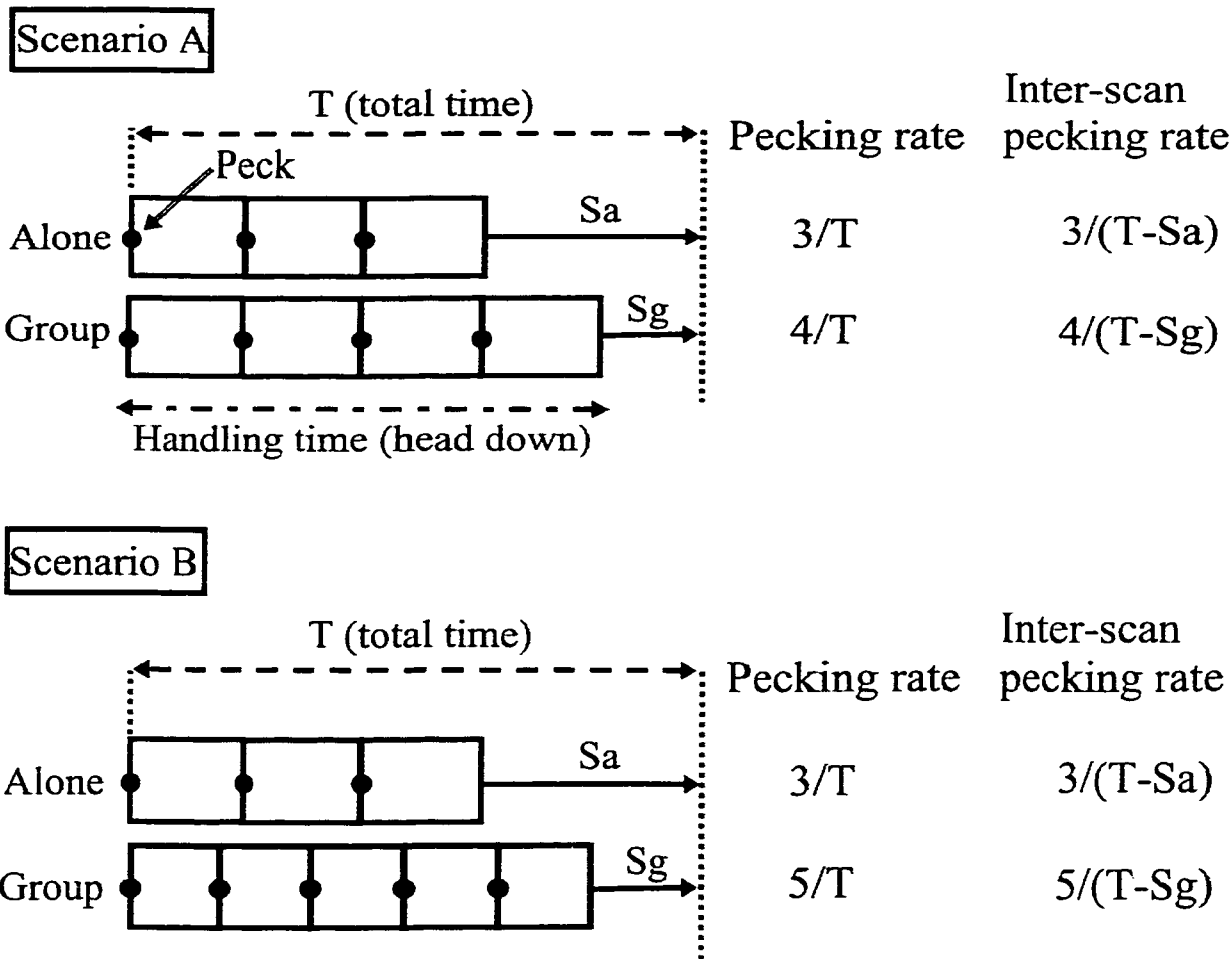 Scenario A
T (total time)
Pecking rate
Inter-scan
pecking rate
Peck
Alone
Sa
3/T
3/(T-Sa)
Group
Sg
4/T
4/(T-Sg)
Handling time (head down)
Scenario B
T (total time)
Pecking rate
Inter-scan
pecking rate
Alone
Sa
3/T
3/(T-Sa)
Group
Sg
5/T
5/(T-Sg)